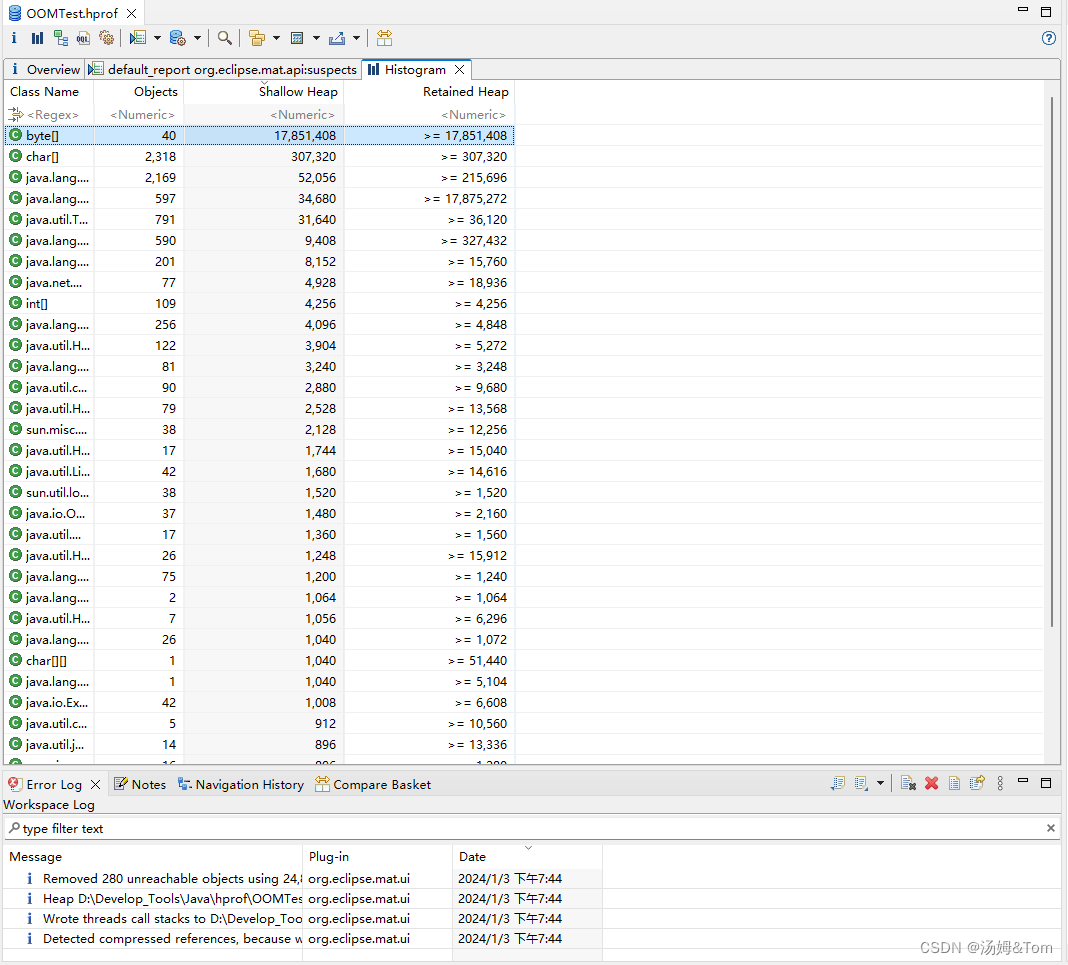 OOMTest.hprof
Overview default_report org.eclipse.mat.api:suspects Histogram
Class Name Objects Shallow Heap Retained Heap
<Regex> <Numeric> <Numeric> <Numeric>
byte[] 40 17,851,408 >= 17,851,408
char[] 2,318 307,320 >= 307,320
java.lang.... 2,169 52,056 >= 215,696
java.lang.... 597 34,680 >= 17,875,272
java.util.T... 791 31,640 >= 36,120
java.lang.... 590 9,408 >= 327,432
java.lang.... 201 8,152 >= 15,760
java.net.... 77 4,928 >= 18,936
int[] 109 4,256 >= 4,256
java.lang.... 256 4,096 >= 4,848
java.util.H... 122 3,904 >= 5,272
java.lang.... 81 3,240 >= 3,248
java.util.c... 90 2,880 >= 9,680
java.util.H... 79 2,528 >= 13,568
sun.misc.... 38 2,128 >= 12,256
java.util.H... 17 1,744 >= 15,040
java.util.Li... 42 1,680 >= 14,616
sun.util.lo... 38 1,520 >= 1,520
java.io.O... 37 1,480 >= 2,160
java.util.... 17 1,360 >= 1,560
java.util.H... 26 1,248 >= 15,912
java.lang.... 75 1,200 >= 1,240
java.lang.... 2 1,064 >= 1,064
java.util.H... 7 1,056 >= 6,296
java.lang.... 26 1,040 >= 1,072
char[][] 1 1,040 >= 51,440
java.lang.... 1 1,040 >= 5,104
java.io.Ex... 42 1,008 >= 6,608
java.util.c... 5 912 >= 10,560
java.util.j... 14 896 >= 13,336
Error Log Notes Navigation History Compare Basket
Workspace Log
type filter text
Message Plug-in Date
Removed 280 unreachable objects using 24,8 org.eclipse.mat.ui 2024/1/3 下午7:44
Heap D:\Develop_Tools\Java\hprof\OOMTes org.eclipse.mat.ui 2024/1/3 下午7:44
Wrote threads call stacks to D:\Develop_Too org.eclipse.mat.ui 2024/1/3 下午7:44
Detected compressed references, because w org.eclipse.mat.ui 2024/1/3 下午7:44
CSDN @汤姆&Tom